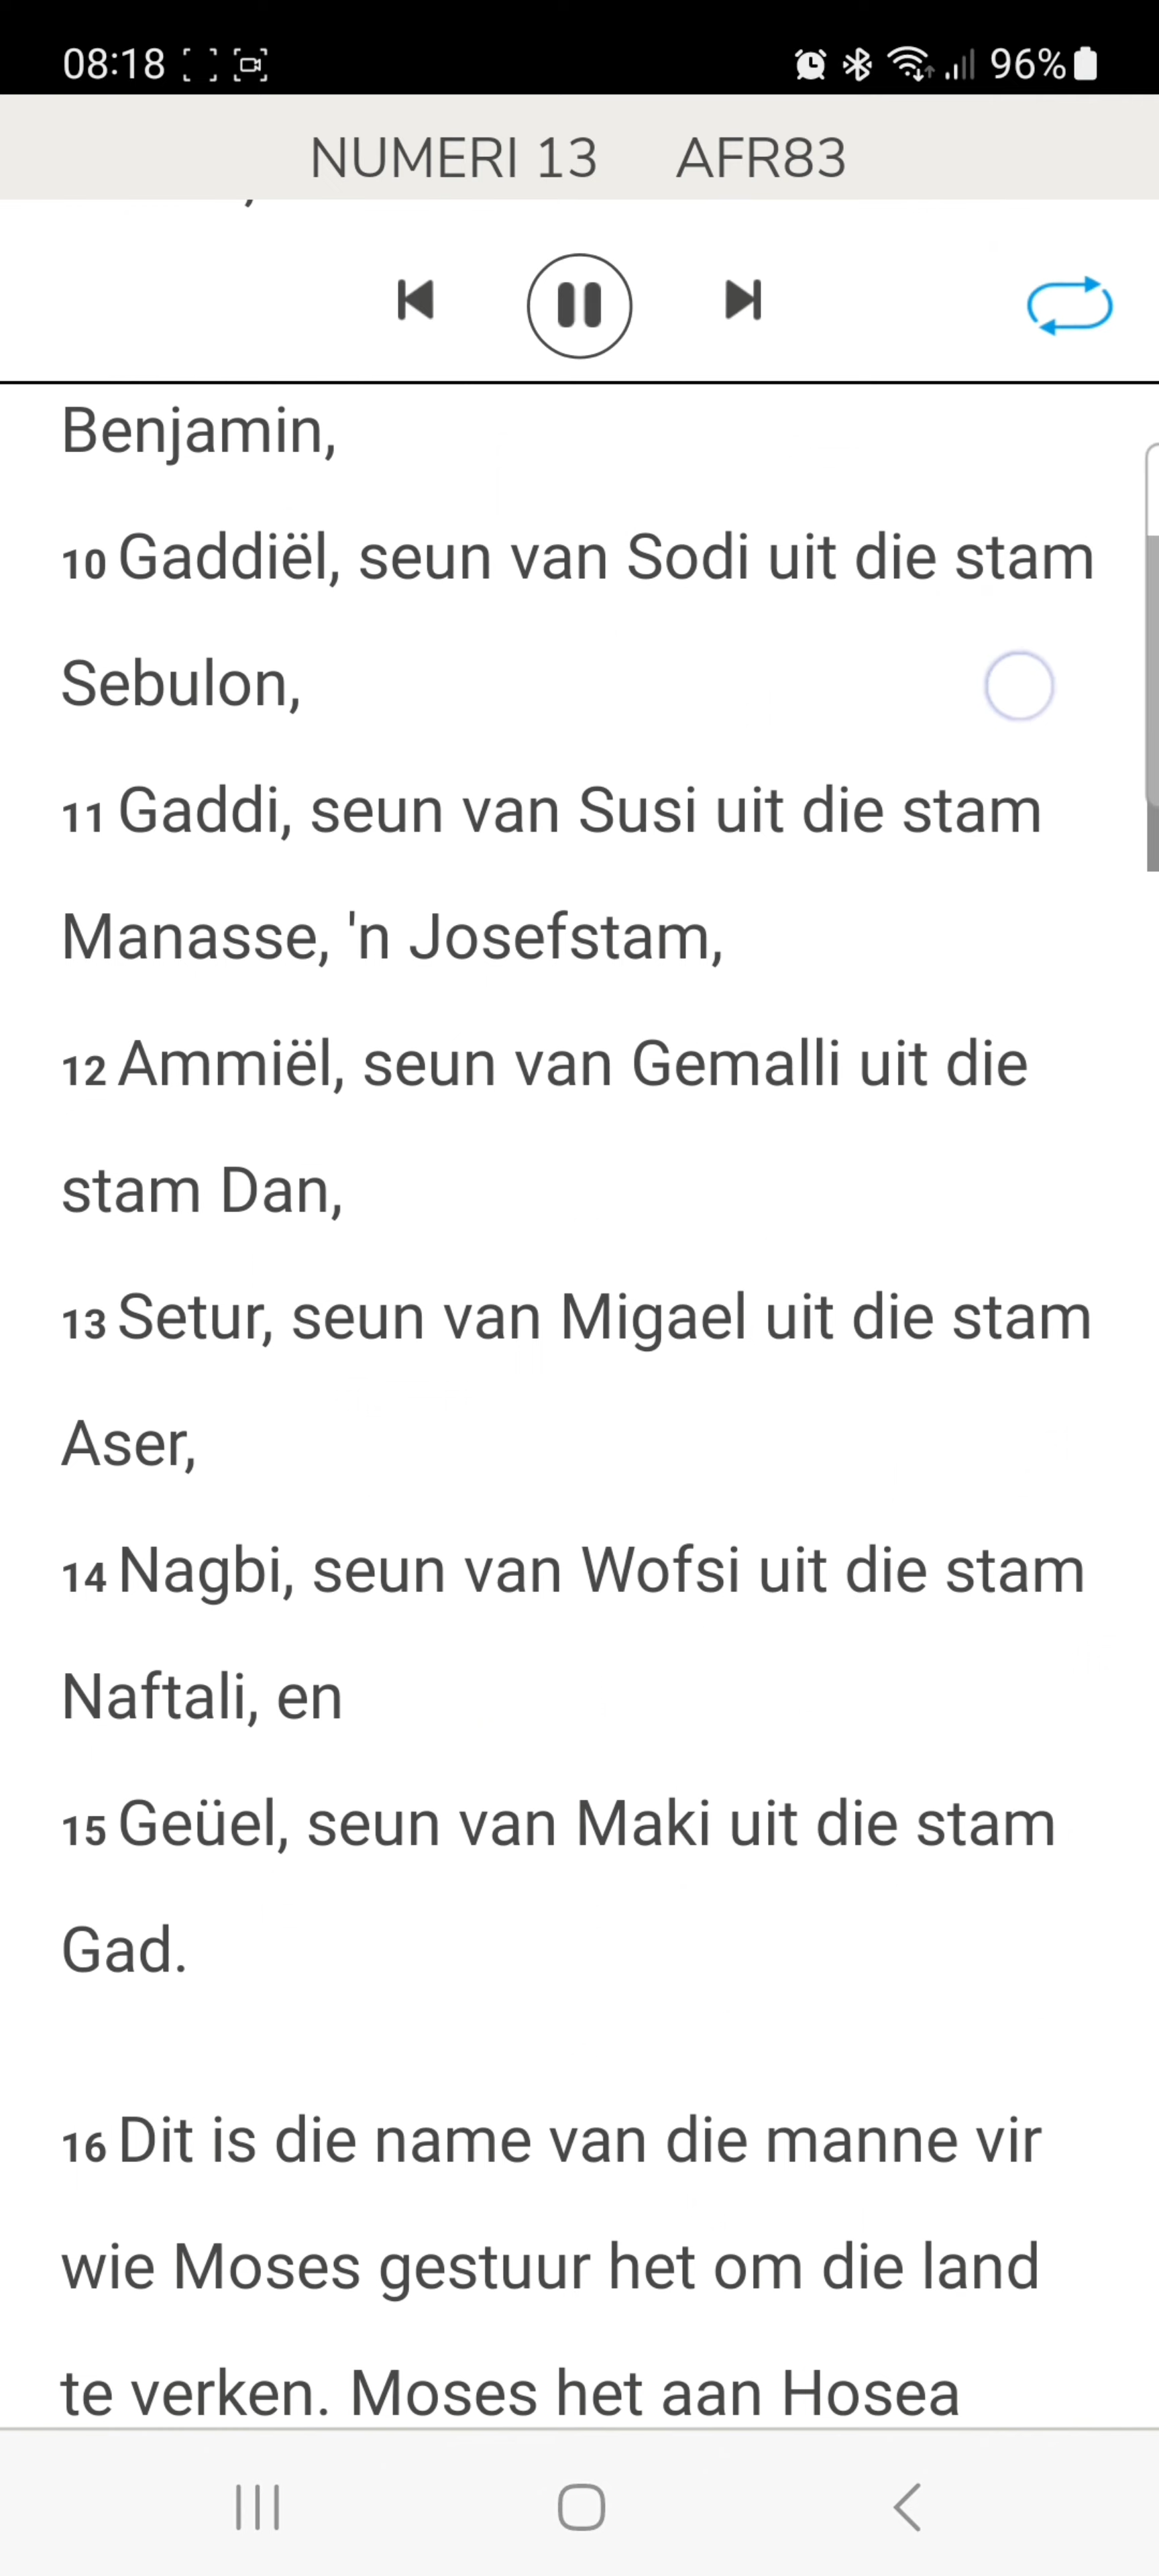 08:18 96%
NUMERI 13 AFR83
Benjamin,
10 Gaddiël, seun van Sodi uit die stam
Sebulon,
11 Gaddi, seun van Susi uit die stam
Manasse, 'n Josefstam,
12 Ammiël, seun van Gemalli uit die
stam Dan,
13 Setur, seun van Migael uit die stam
Aser,
14 Nagbi, seun van Wofsi uit die stam
Naftali, en
15 Geüel, seun van Maki uit die stam
Gad.
16 Dit is die name van die manne vir
wie Moses gestuur het om die land
te verken. Moses het aan Hosea